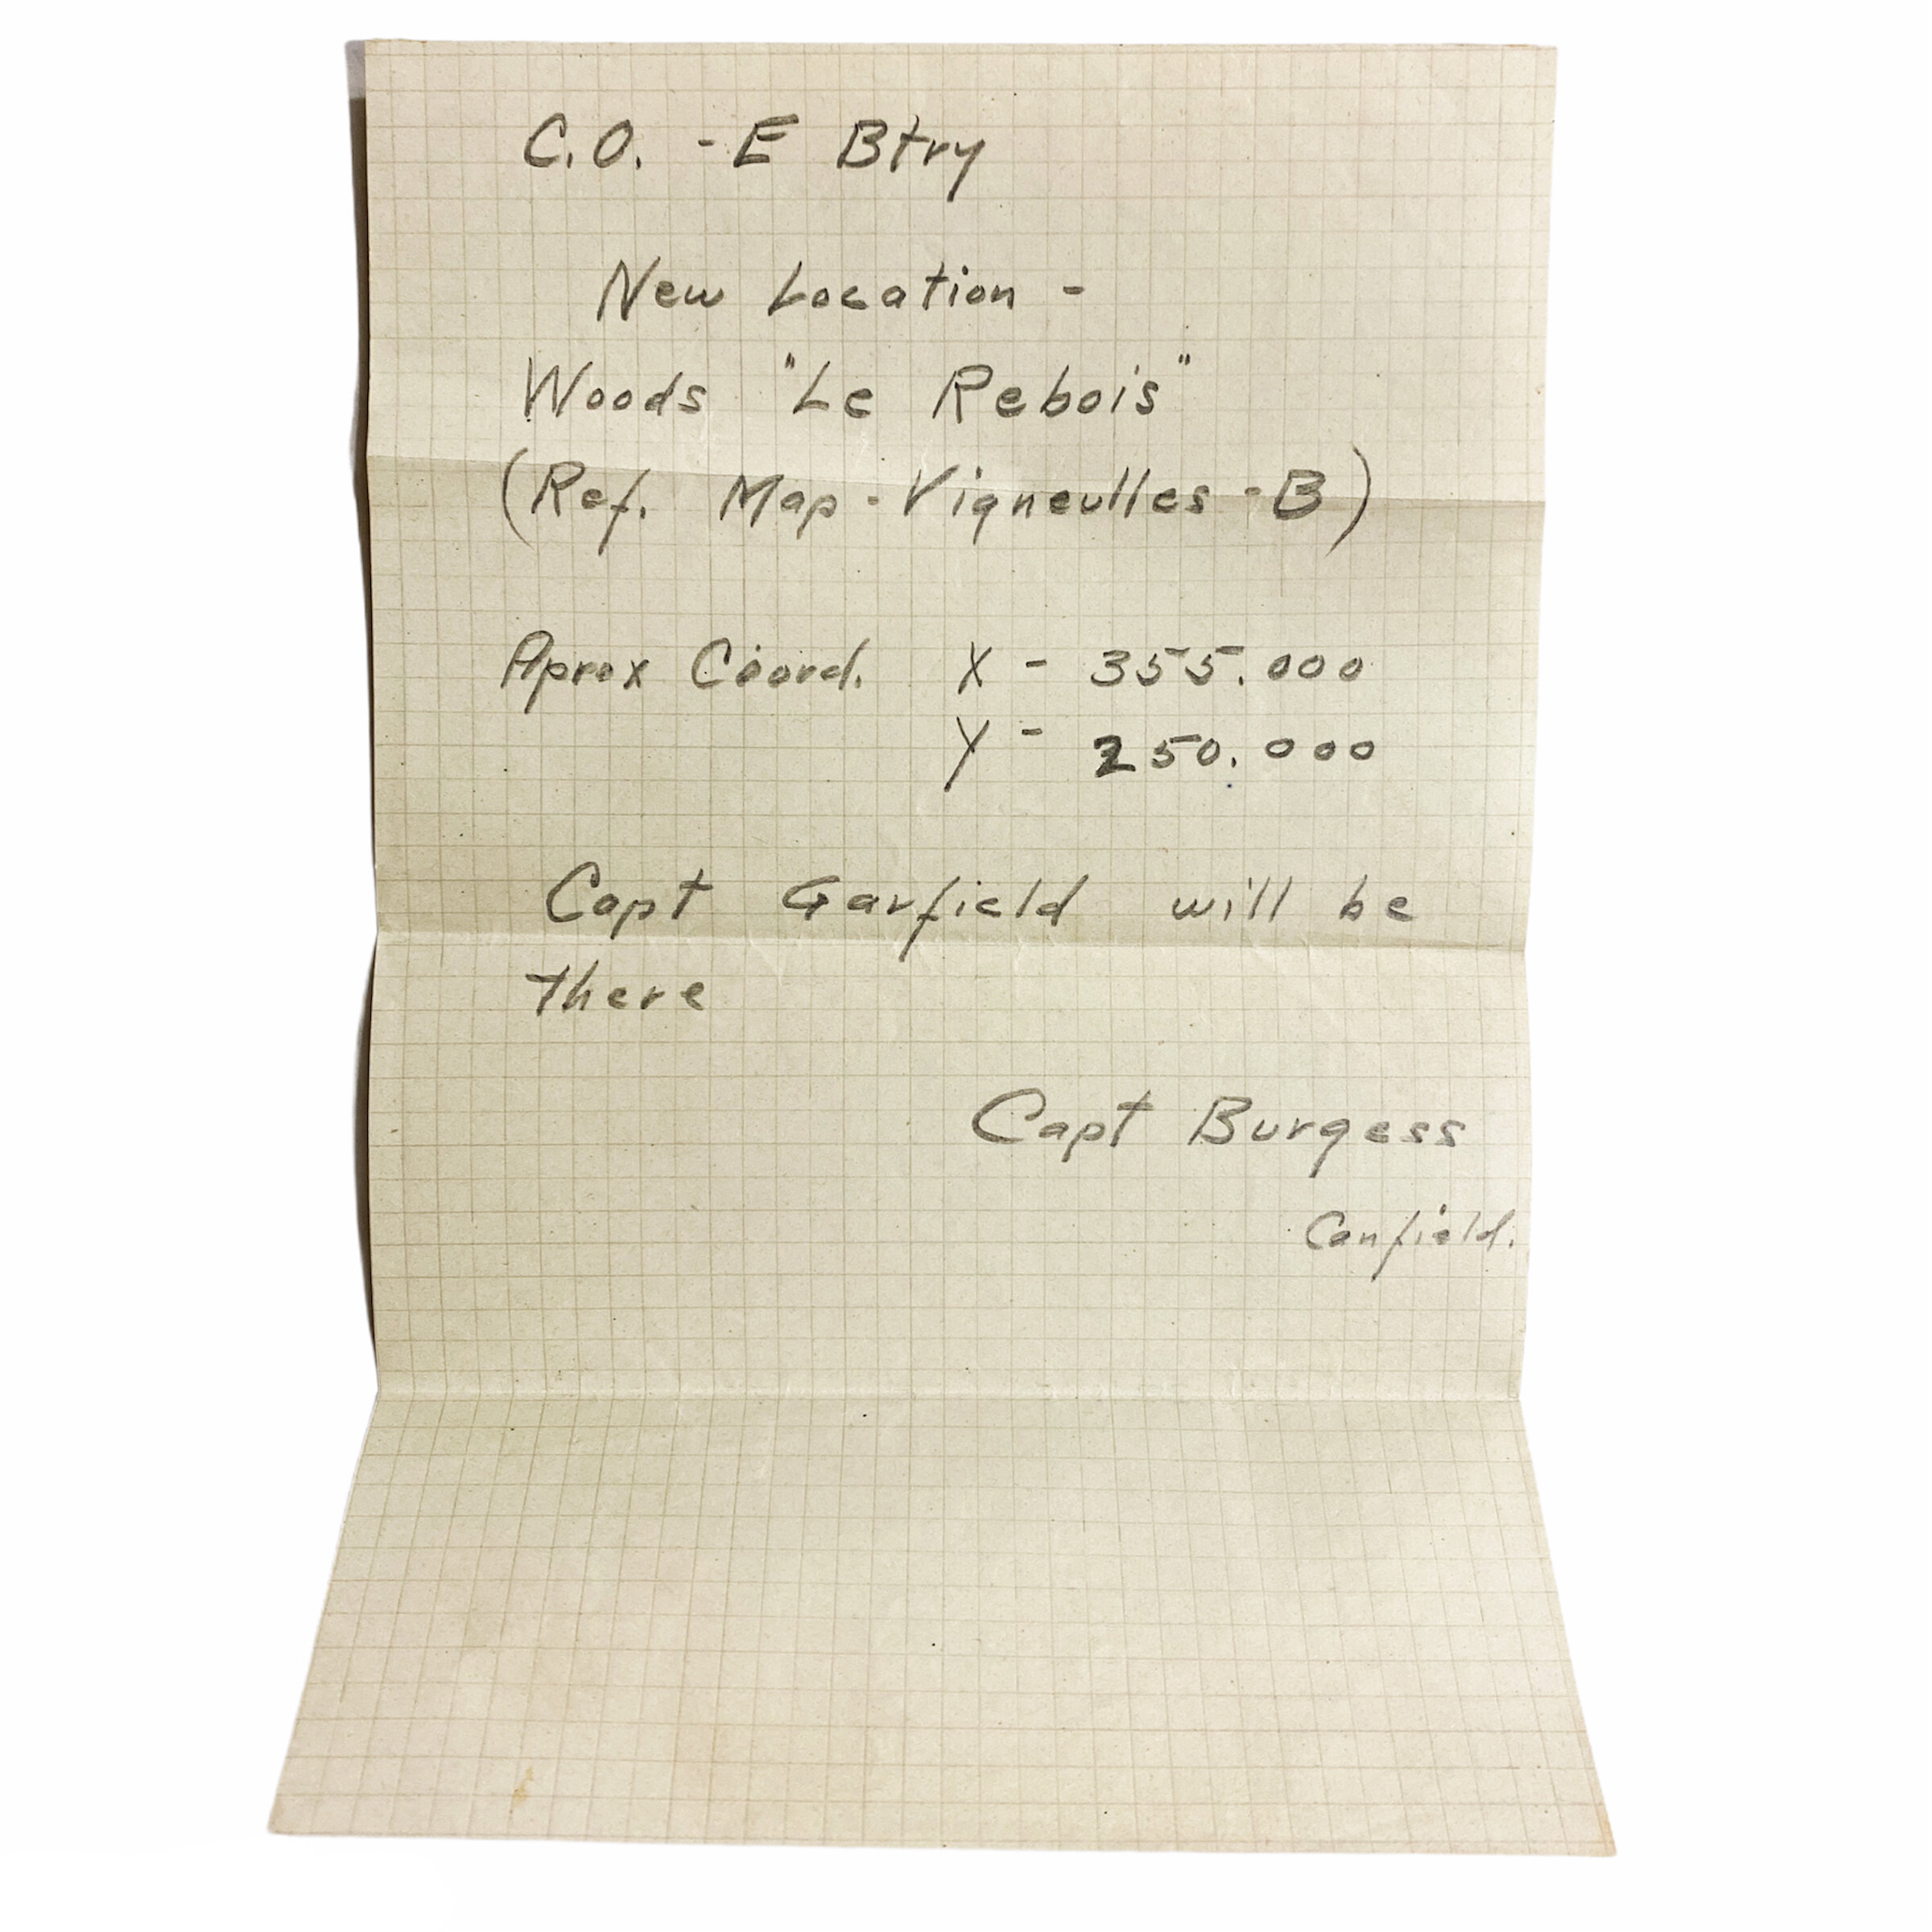 C.O. - E Btry
New Location -
Woods "Le Rebois"
(Ref. Map - Vigneulles - B)
Aprox Coord. X - 355.000
Y - 250.000
Capt Garfield will be
there
Capt Burgess
Canfield.